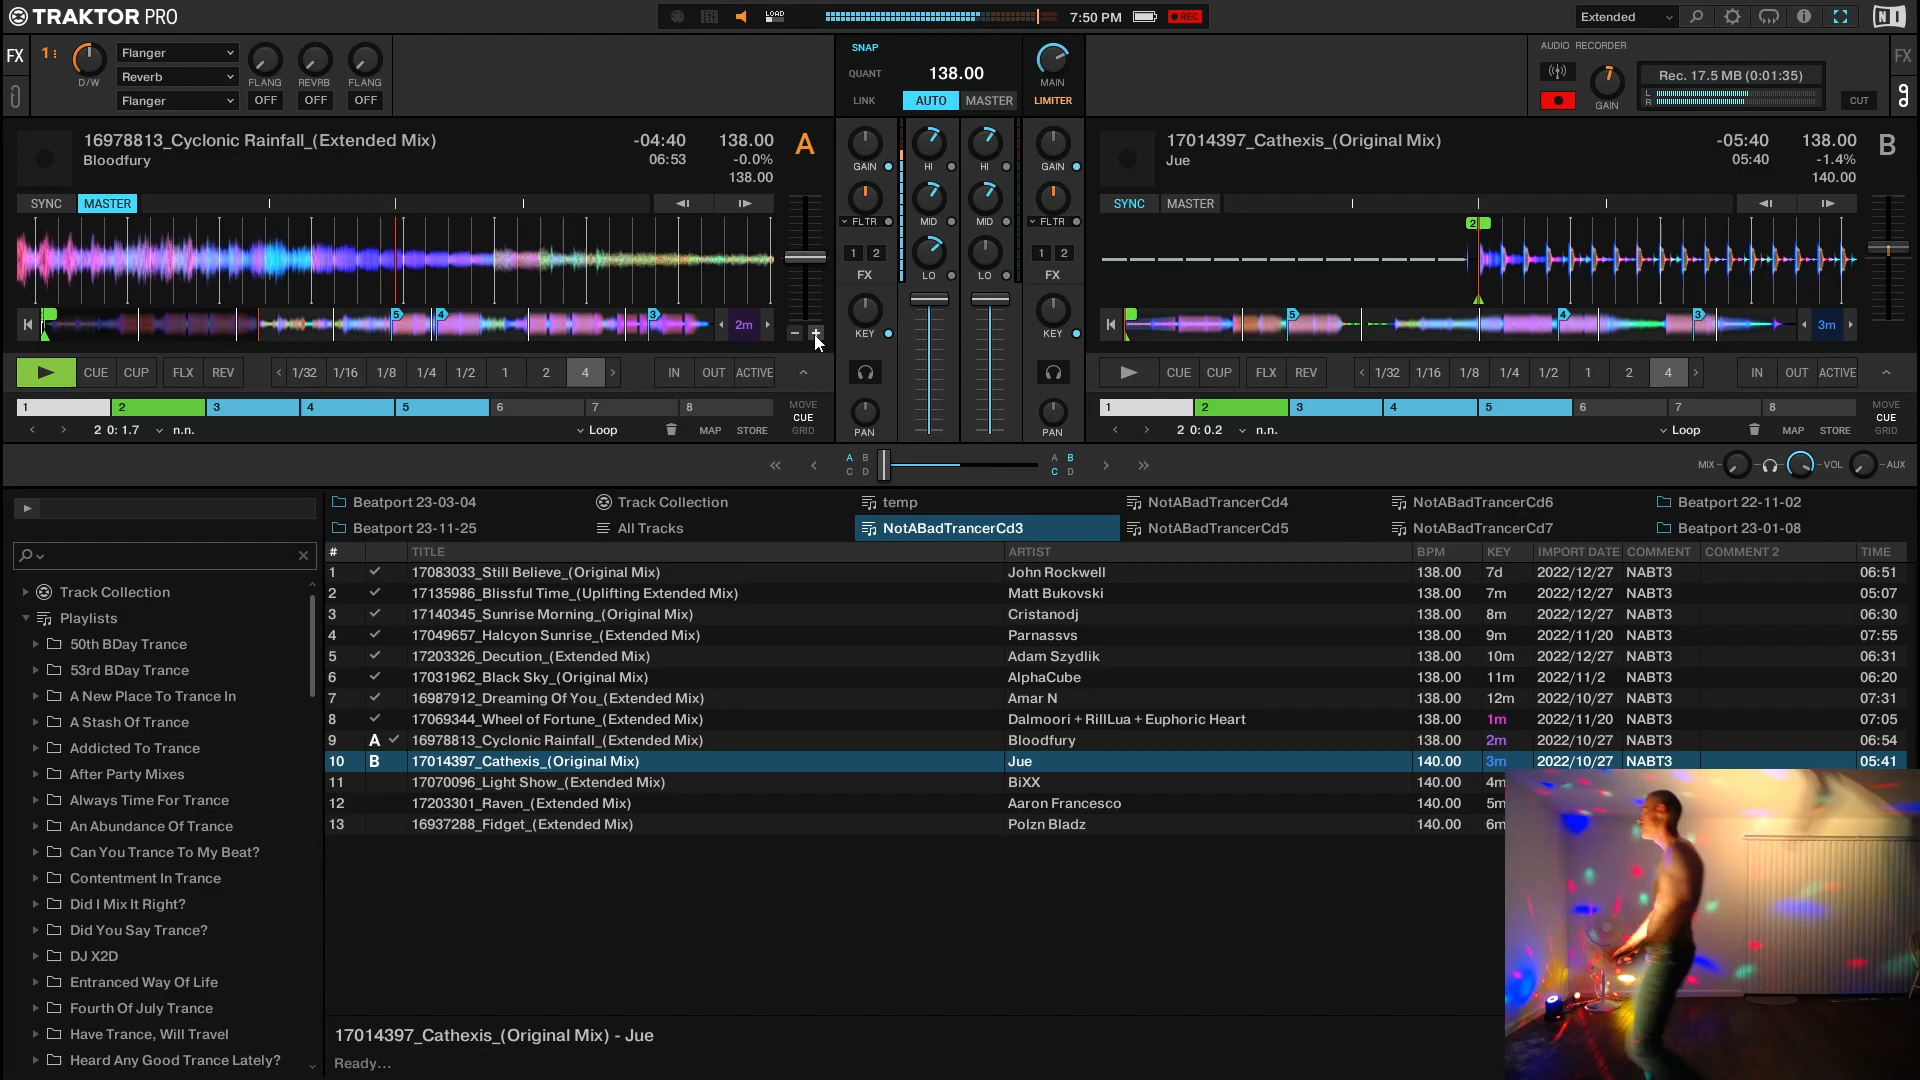 TRAKTOR PRO
LOAD
7:50 PM
REC
Extended
FX
1
D/W
Flanger
Reverb
Flanger
FLANG REVRB FLANG
OFF OFF OFF
SNAP
QUANT
LINK
138.00
AUTO MASTER
MAIN
LIMITER
AUDIO RECORDER
GAIN
Rec. 17.5 MB (0:01:35)
L
R
CUT
FX
16978813_Cyclonic Rainfall_(Extended Mix)
Bloodfury
-04:40
06:53
138.00
-0.0%
138.00
A
SYNC MASTER
5 4 3
2m
CUE CUP FLX REV 1/32 1/16 1/8 1/4 1/2 1 2 4 IN OUT ACTIVE
1 2 3 4 5 6 7 8
MOVE
CUE
GRID
2 0: 1.7 n.n. Loop MAP STORE
GAIN HI HI GAIN
FLTR MID MID FLTR
1 2 1 2
FX LO LO FX
KEY KEY
PAN PAN
17014397_Cathexis_(Original Mix)
Jue
-05:40
05:40
138.00
-1.4%
140.00
B
SYNC MASTER
2
5 4 3
3m
CUE CUP FLX REV 1/32 1/16 1/8 1/4 1/2 1 2 4 IN OUT ACTIVE
1 2 3 4 5 6 7 8
MOVE
CUE
GRID
2 0: 0.2 n.n. Loop MAP STORE
A B
C D
A B
C D
MIX VOL AUX
Beatport 23-03-04 Track Collection temp NotABadTrancerCd4 NotABadTrancerCd6 Beatport 22-11-02
Beatport 23-11-25 All Tracks NotABadTrancerCd3 NotABadTrancerCd5 NotABadTrancerCd7 Beatport 23-01-08
Track Collection
Playlists
50th BDay Trance
53rd BDay Trance
A New Place To Trance In
A Stash Of Trance
Addicted To Trance
After Party Mixes
Always Time For Trance
An Abundance Of Trance
Can You Trance To My Beat?
Contentment In Trance
Did I Mix It Right?
Did You Say Trance?
DJ X2D
Entranced Way Of Life
Fourth Of July Trance
Have Trance, Will Travel
Heard Any Good Trance Lately?
# TITLE ARTIST BPM KEY IMPORT DATE COMMENT COMMENT 2 TIME
1 17083033_Still Believe_(Original Mix) John Rockwell 138.00 7d 2022/12/27 NABT3 06:51
2 17135986_Blissful Time_(Uplifting Extended Mix) Matt Bukovski 138.00 7m 2022/12/27 NABT3 05:07
3 17140345_Sunrise Morning_(Original Mix) Cristanodj 138.00 8m 2022/12/27 NABT3 06:30
4 17049657_Halcyon Sunrise_(Extended Mix) Parnassvs 138.00 9m 2022/11/20 NABT3 07:55
5 17203326_Decution_(Extended Mix) Adam Szydlik 138.00 10m 2022/12/27 NABT3 06:31
6 17031962_Black Sky_(Original Mix) AlphaCube 138.00 11m 2022/11/2 NABT3 06:20
7 16987912_Dreaming Of You_(Extended Mix) Amar N 138.00 12m 2022/10/27 NABT3 07:31
8 17069344_Wheel of Fortune_(Extended Mix) Dalmoori + RillLua + Euphoric Heart 138.00 1m 2022/11/20 NABT3 07:05
9 A 16978813_Cyclonic Rainfall_(Extended Mix) Bloodfury 138.00 2m 2022/10/27 NABT3 06:54
10 B 17014397_Cathexis_(Original Mix) Jue 140.00 3m 2022/10/27 NABT3 05:41
11 17070096_Light Show_(Extended Mix) BiXX 140.00 4m
12 17203301_Raven_(Extended Mix) Aaron Francesco 140.00 5m
13 16937288_Fidget_(Extended Mix) Polzn Bladz 140.00 6m
17014397_Cathexis_(Original Mix) - Jue
Ready...